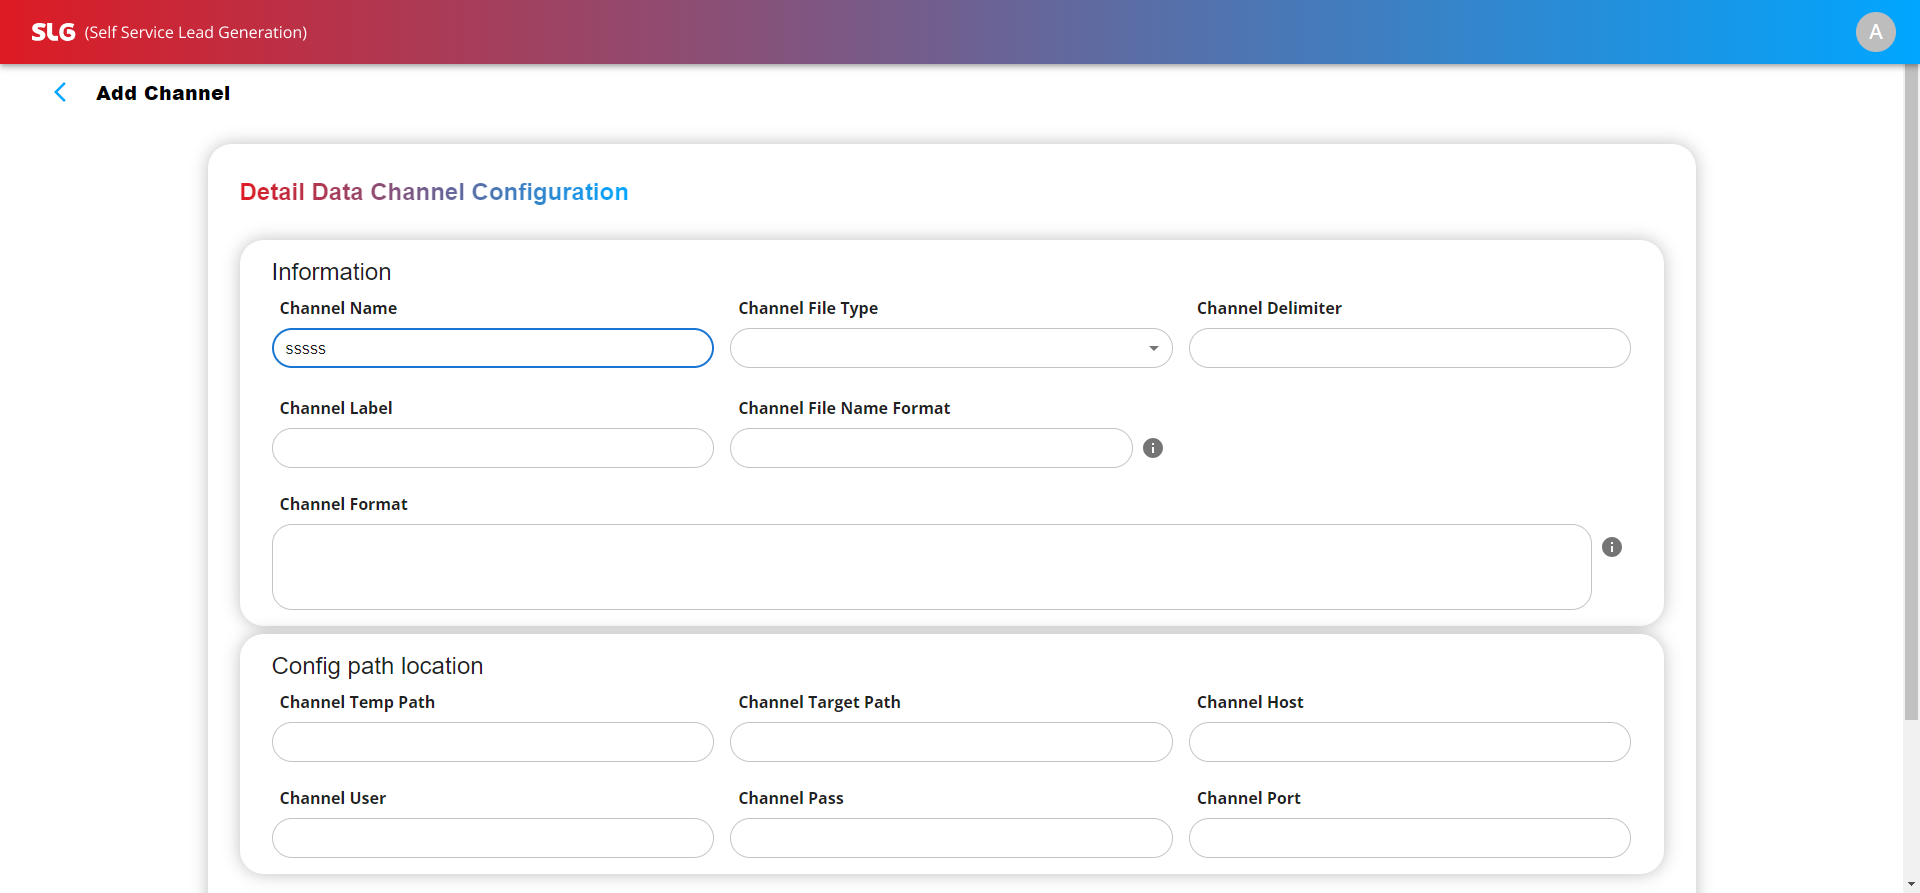 SLG (Self Service Lead Generation)
A
Add Channel
Detail Data Channel Configuration
Information
Channel Name
Channel File Type
Channel Delimiter
sssss
Channel Label
Channel File Name Format
Channel Format
Config path location
Channel Temp Path
Channel Target Path
Channel Host
Channel User
Channel Pass
Channel Port